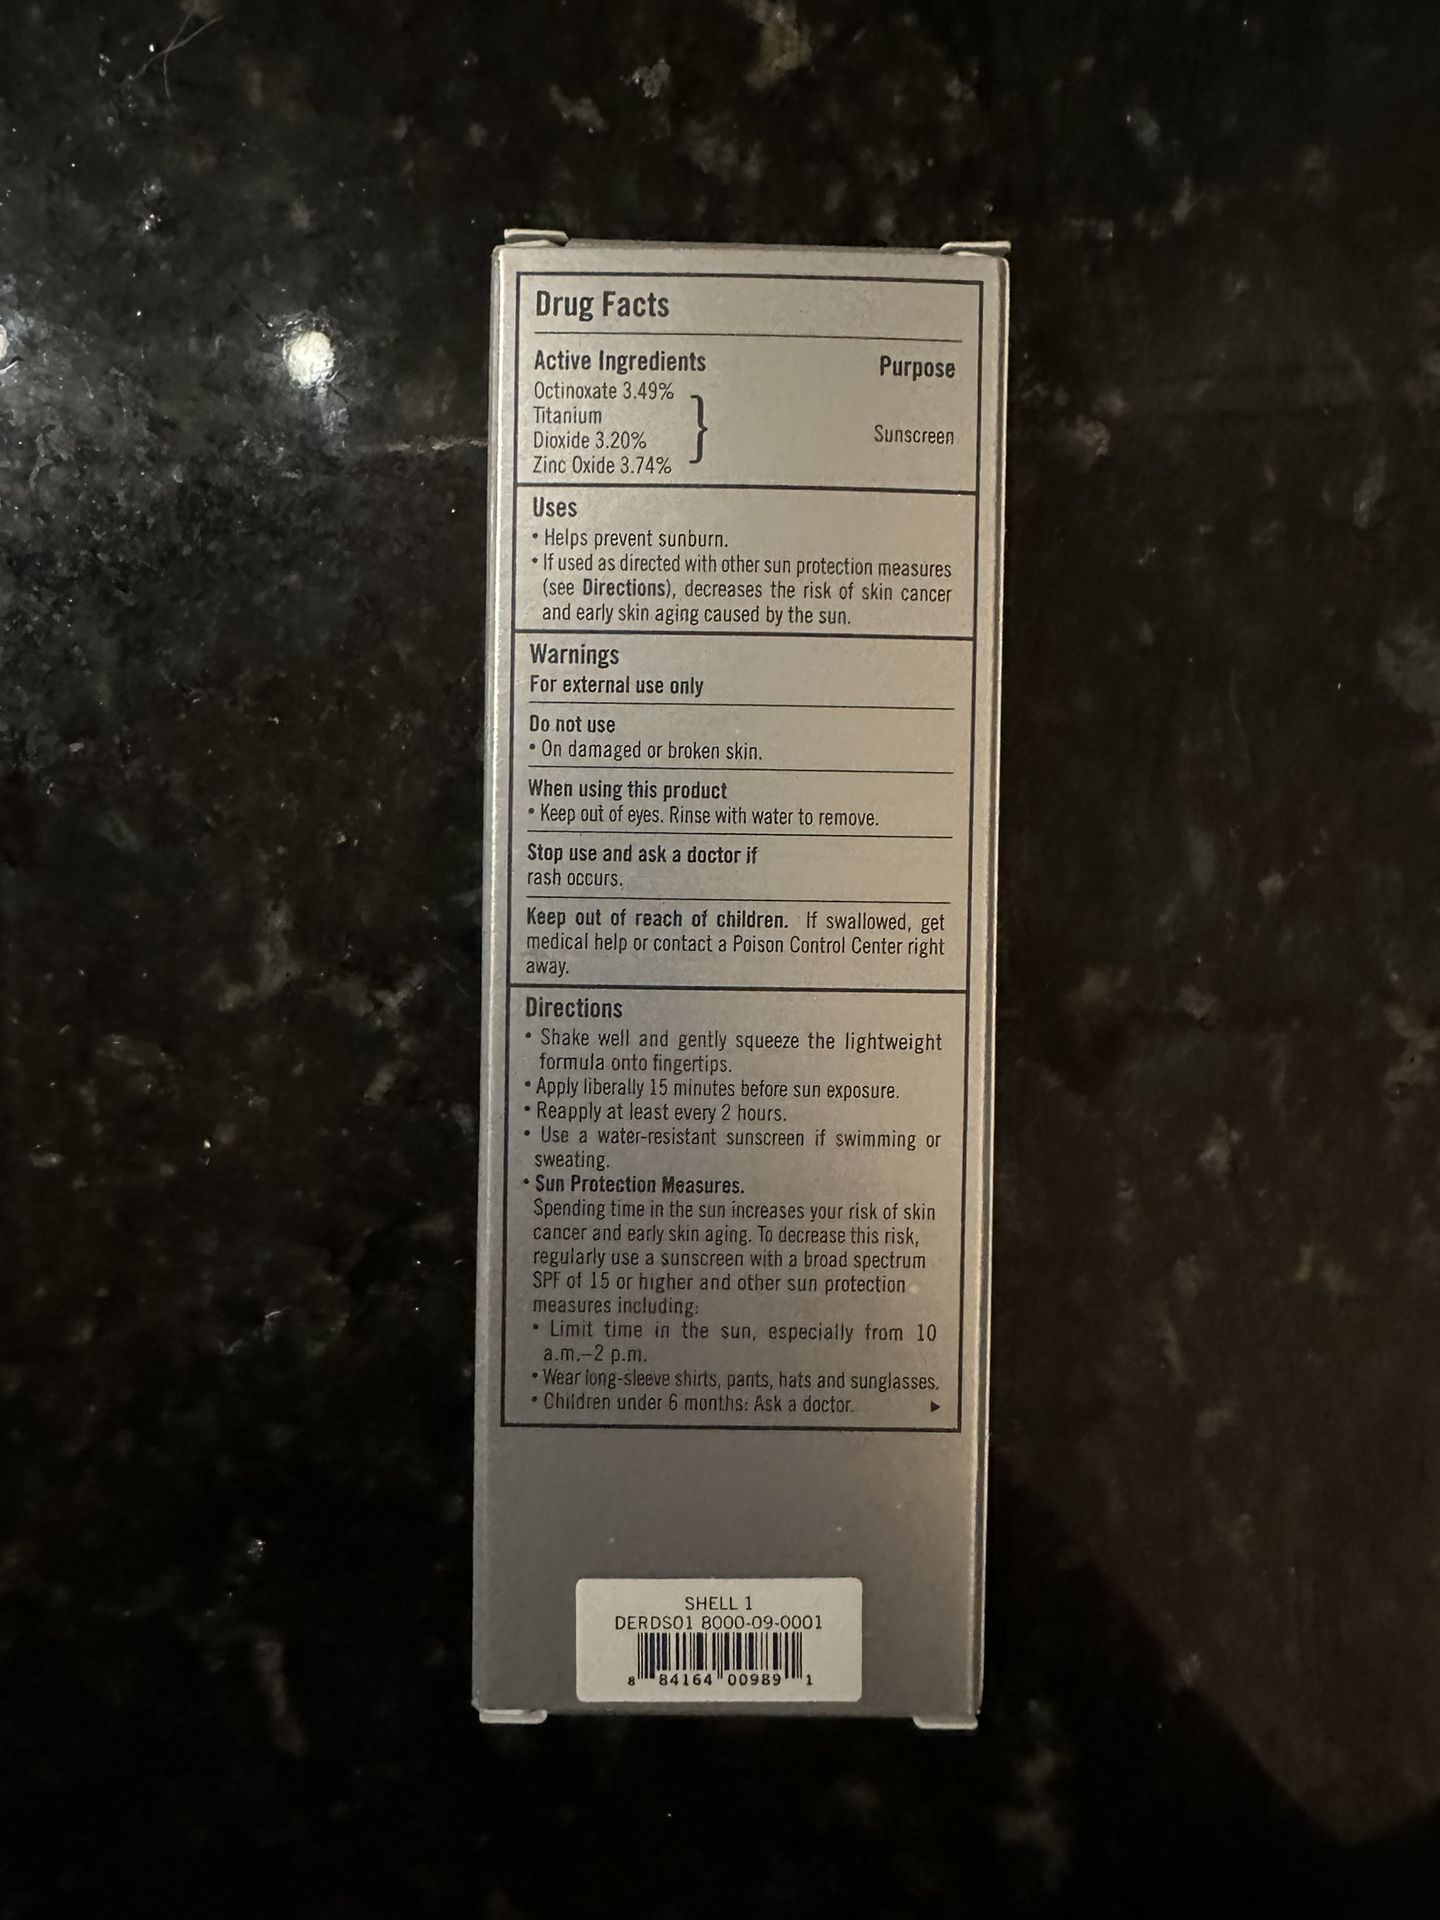 Drug Facts
Active Ingredients Purpose
Octinoxate 3.49%
Titanium
Dioxide 3.20%
Sunscreen
Zinc Oxide 3.74%
Uses
• Helps prevent sunburn.
• If used as directed with other sun protection measures
(see Directions), decreases the risk of skin cancer
and early skin aging caused by the sun.
Warnings
For external use only
Do not use
• On damaged or broken skin.
When using this product
• Keep out of eyes. Rinse with water to remove.
Stop use and ask a doctor if
rash occurs.
Keep out of reach of children. If swallowed, get
medical help or contact a Poison Control Center right
away.
Directions
• Shake well and gently squeeze the lightweight
formula onto fingertips.
• Apply liberally 15 minutes before sun exposure.
• Reapply at least every 2 hours.
• Use a water-resistant sunscreen if swimming or
sweating.
• Sun Protection Measures.
Spending time in the sun increases your risk of skin
cancer and early skin aging. To decrease this risk,
regularly use a sunscreen with a broad spectrum
SPF of 15 or higher and other sun protection
measures including:
• Limit time in the sun, especially from 10
a.m.–2 p.m.
• Wear long-sleeve shirts, pants, hats and sunglasses.
• Children under 6 months: Ask a doctor.
SHELL 1
DERDS01 8000-09-0001
8 84164 00989 1